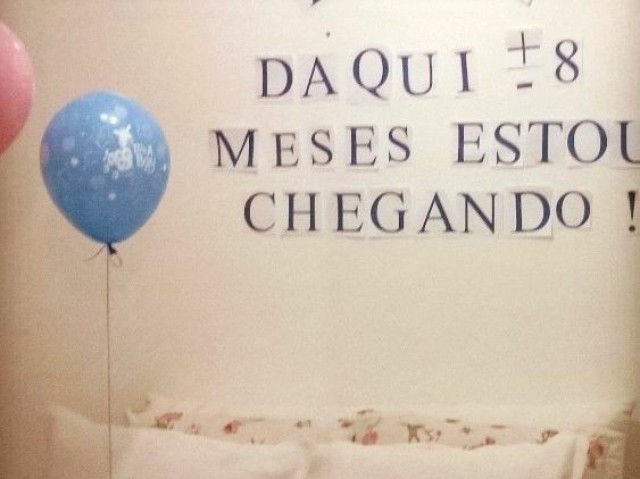 DAQUI ±8
MESES ESTOU
CHEGANDO !